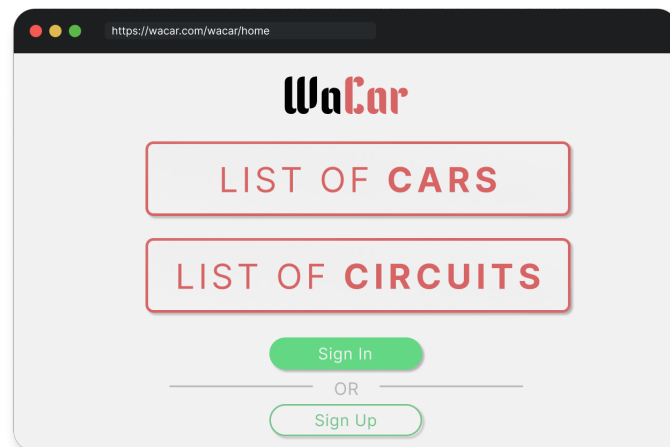 https://wacar.com/wacar/home
WaCar
LIST OF CARS
LIST OF CIRCUITS
Sign In
OR
Sign Up